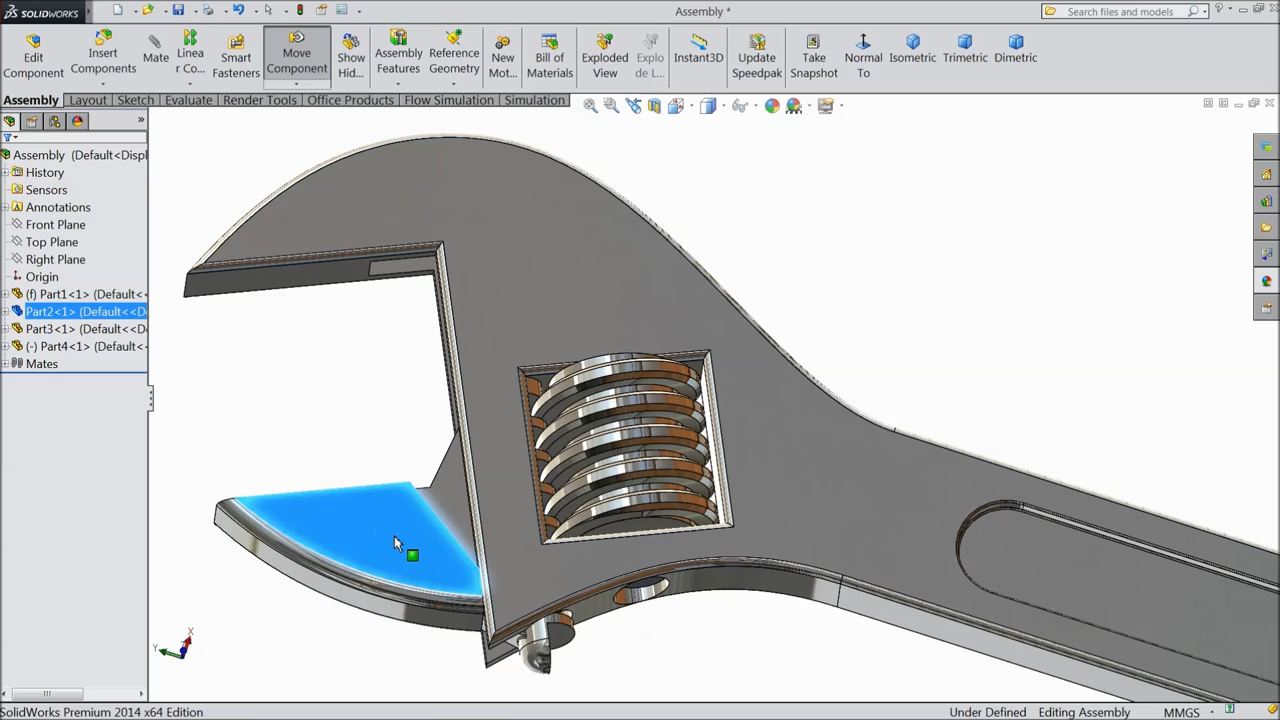 SOLIDWORKS
Assembly *
Search files and models
Edit Component
Insert Components
Mate
Linea r Co...
Smart Fasteners
Move Component
Show Hid...
Assembly Features
Reference Geometry
New Mot...
Bill of Materials
Exploded View
Explo de L...
Instant3D
Update Speedpak
Take Snapshot
Normal To
Isometric
Trimetric
Dimetric
Assembly
Layout
Sketch
Evaluate
Render Tools
Office Products
Flow Simulation
Simulation
Assembly (Default<Displ
History
Sensors
Annotations
Front Plane
Top Plane
Right Plane
Origin
(f) Part1<1> (Default<<
Part2<1> (Default<<D
Part3<1> (Default<<D
(-) Part4<1> (Default<
Mates
X
Y
SolidWorks Premium 2014 x64 Edition
Under Defined
Editing Assembly
MMGS